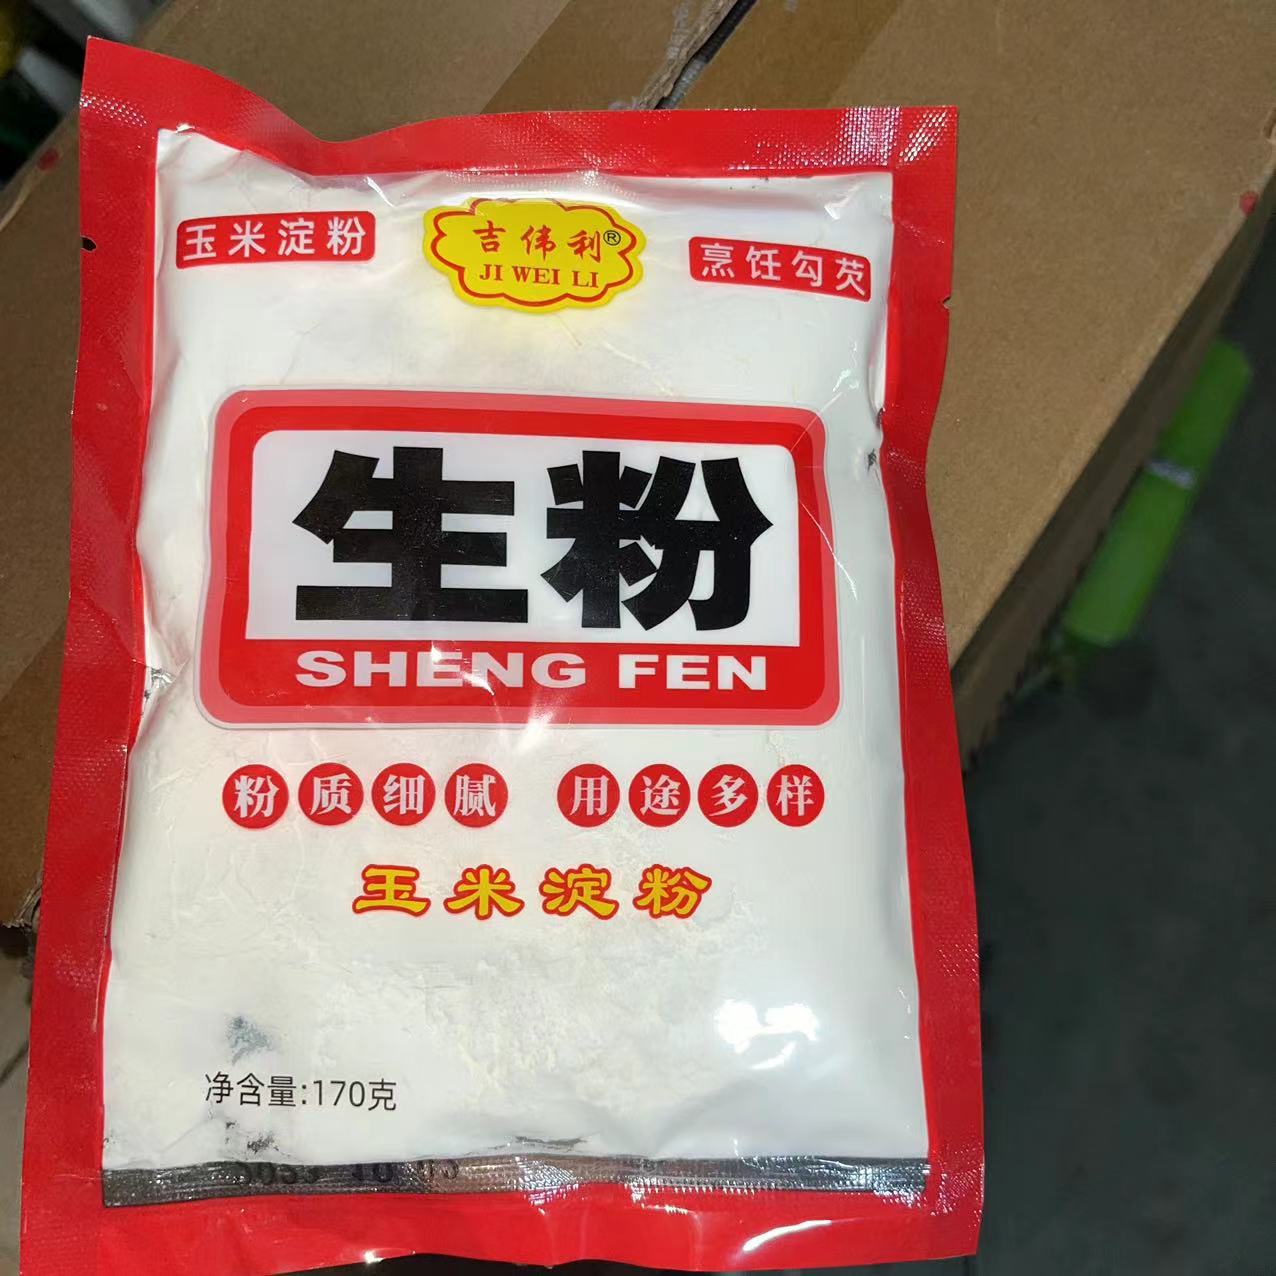 玉米淀粉
吉伟利®
JI WEI LI
烹饪勾芡
生粉
SHENG FEN
粉质细腻 用途多样
玉米淀粉
净含量:170克